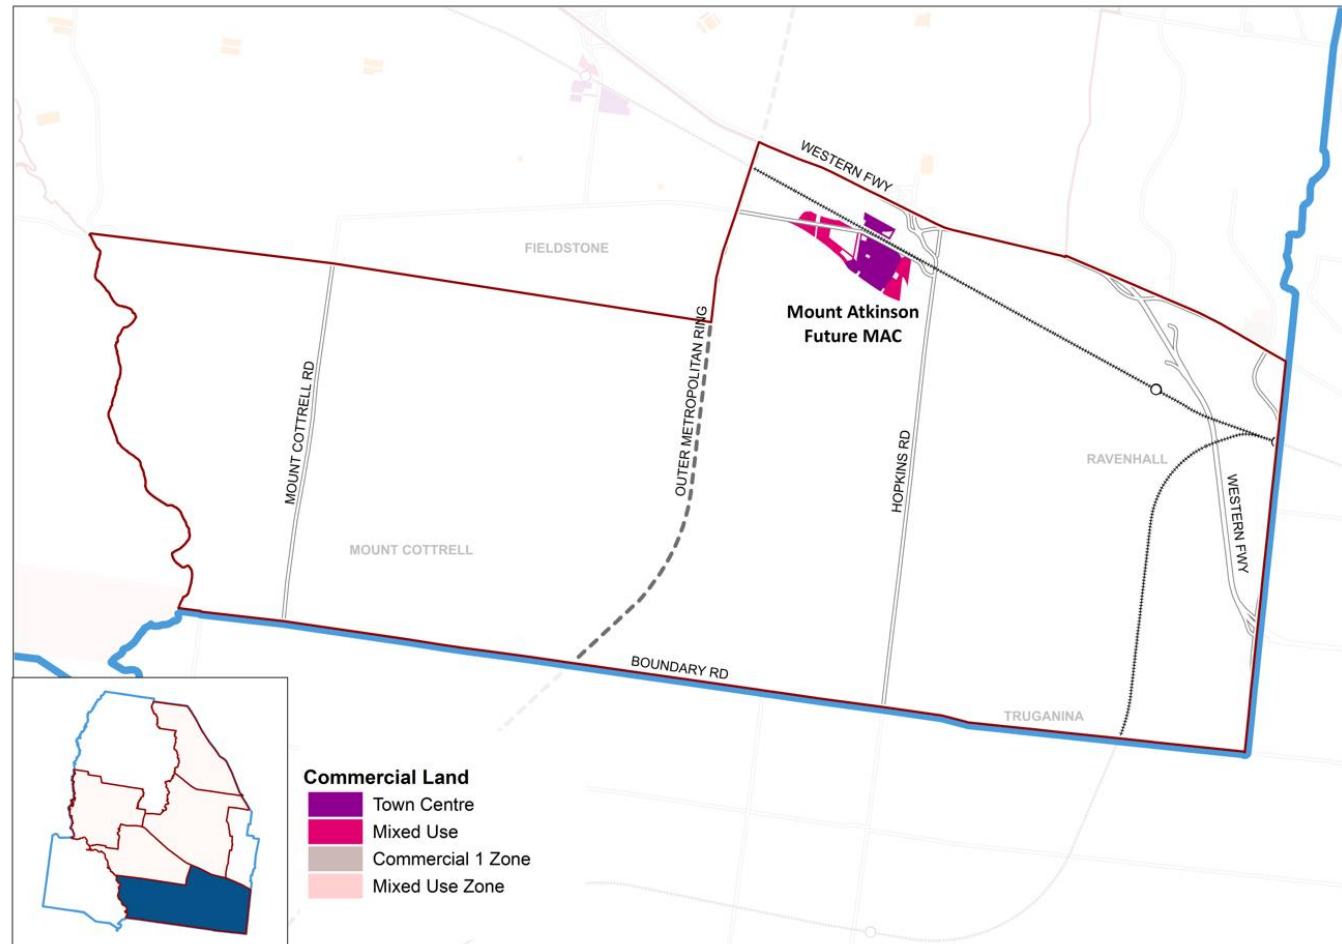 WESTERN FWY
FIELDSTONE
Mount Atkinson
Future MAC
OUTER METROPOLITAN RING
MOUNT COTTRELL RD
HOPKINS RD
RAVENHALL
WESTERN FWY
MOUNT COTTRELL
BOUNDARY RD
TRUGANINA
Commercial Land
Town Centre
Mixed Use
Commercial 1 Zone
Mixed Use Zone